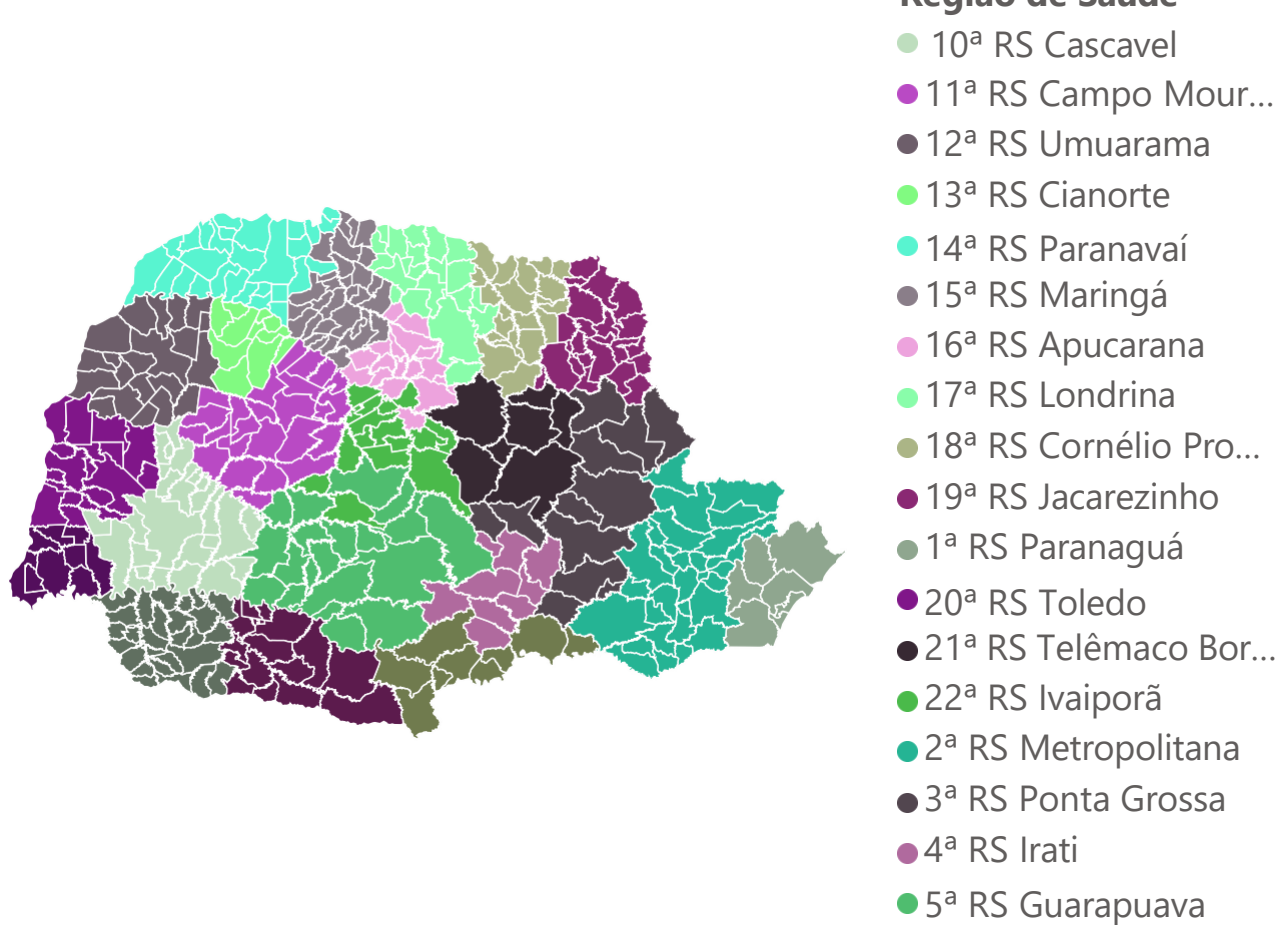 Região de Saúde
10ª RS Cascavel
11ª RS Campo Mour...
12ª RS Umuarama
13ª RS Cianorte
14ª RS Paranavaí
15ª RS Maringá
16ª RS Apucarana
17ª RS Londrina
18ª RS Cornélio Pro...
19ª RS Jacarezinho
1ª RS Paranaguá
20ª RS Toledo
21ª RS Telêmaco Bor...
22ª RS Ivaiporã
2ª RS Metropolitana
3ª RS Ponta Grossa
4ª RS Irati
5ª RS Guarapuava